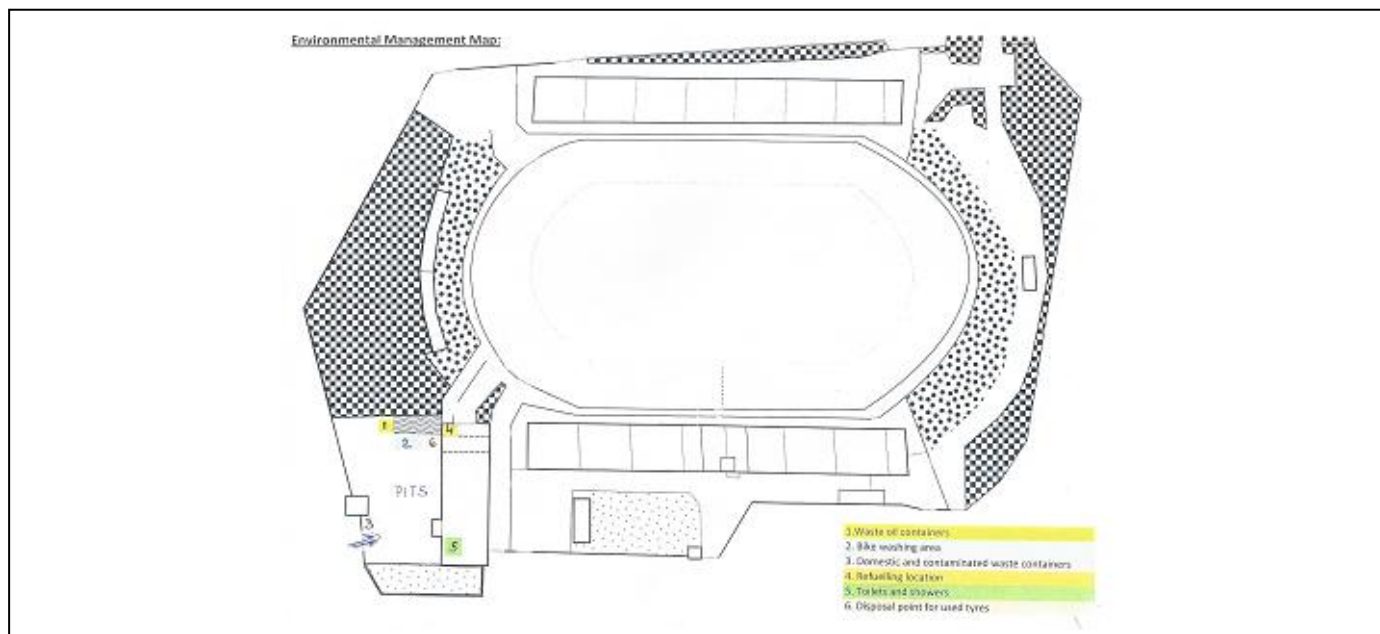 Environmental Management Map:
1
2 6
4
PITS
3
5
1. Waste oil containers
2. Bike washing area
3. Domestic and contaminated waste containers
4. Refuelling location
5. Toilets and showers
6. Disposal point for used tyres